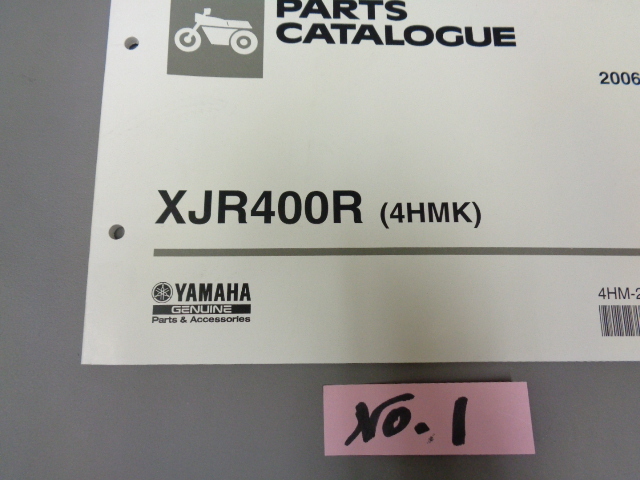 PARTS
CATALOGUE
2006
XJR400R (4HMK)
YAMAHA
GENUINE
Parts & Accessories
4HM-2
No. 1